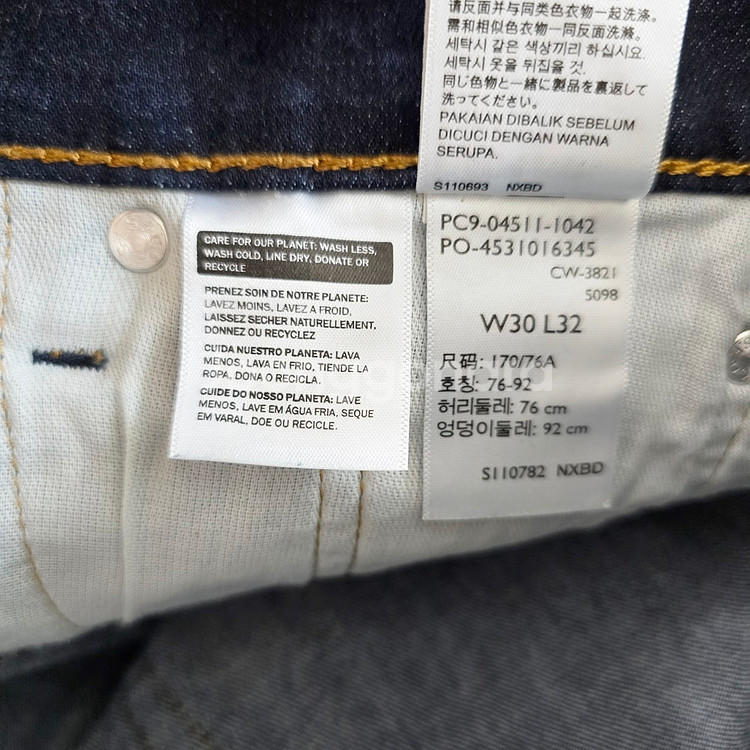 请反面并与同类色衣物一起洗涤。
需和相似色衣物一同反面洗滌。
세탁시 같은 색상끼리 하십시요.
세탁시 옷을 뒤집을 것.
同じ色物と一緒に製品を裏返して
洗ってください。
PAKAIAN DIBALIK SEBELUM
DICUCI DENGAN WARNA
SERUPA.
S110693 NXBD
CARE FOR OUR PLANET: WASH LESS,
WASH COLD, LINE DRY, DONATE OR
RECYCLE
PRENEZ SOIN DE NOTRE PLANETE:
LAVEZ MOINS, LAVEZ A FROID,
LAISSEZ SECHER NATURELLEMENT,
DONNEZ OU RECYCLEZ
CUIDA NUESTRO PLANETA: LAVA
MENOS, LAVA EN FRIO, TIENDE LA
ROPA, DONA O RECICLA.
CUIDE DO NOSSO PLANETA: LAVE
MENOS, LAVE EM ÁGUA FRIA, SEQUE
EM VARAL, DOE OU RECICLE.
PC9-04511-1042
PO-4531016345
CW-3821
5098
W30 L32
尺码: 170/76A
호칭: 76-92
허리둘레: 76 cm
엉덩이둘레: 92 cm
S110782 NXBD